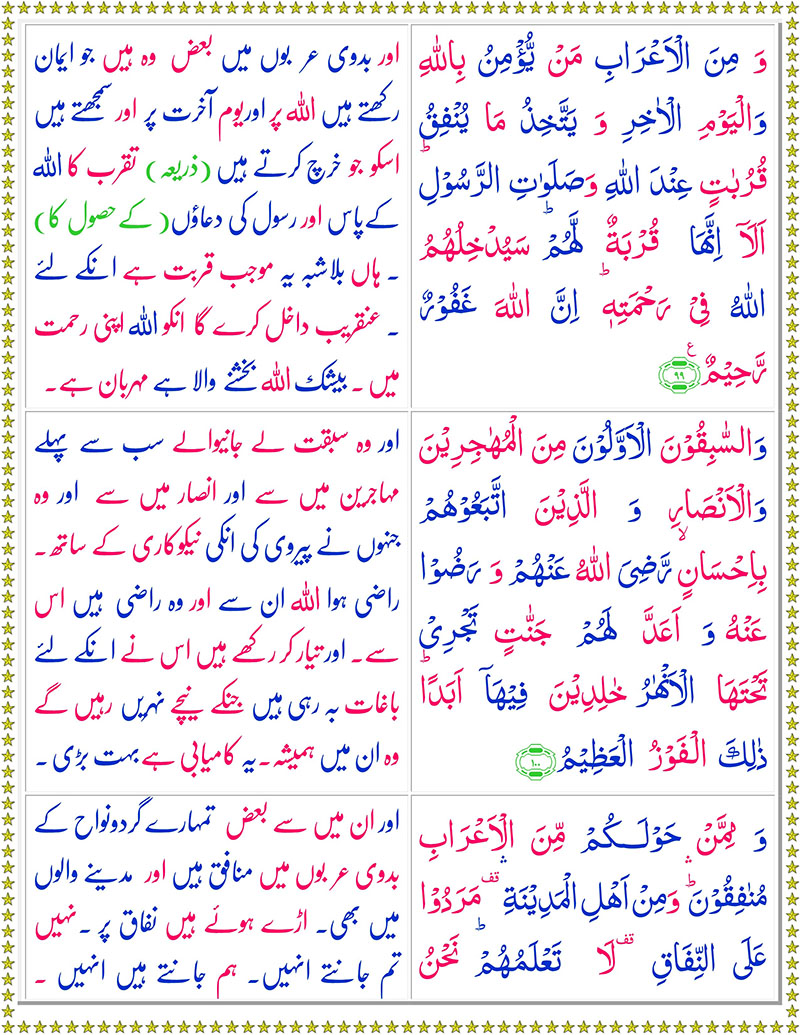 وَ مِنَ الْاَعْرَابِ مَنْ يُّؤْمِنُ بِاللّٰهِ
وَالْيَوْمِ الْاٰخِرِ وَ يَتَّخِذُ مَا يُنْفِقُ
قُرُبٰتٍ عِنْدَ اللّٰهِ وَصَلَوٰتِ الرَّسُوْلِ ؕ
اَلَاۤ اِنَّهَا قُرْبَةٌ لَّهُمْ ؕ سَيُدْخِلُهُمُ
اللّٰهُ فِىْ رَحْمَتِهٖ ؕ اِنَّ اللّٰهَ غَفُوْرٌ
رَّحِيْمٌ ع ﴿۹۹﴾
اور بدوی عر بوں میں بعض وہ ہیں جو ایمان
رکھتے ہیں اللہ پر اور یوم آخرت پر اور سمجھتے ہیں
اسکو جو خرچ کرتے ہیں (ذریعہ) تقرب کا اللہ
کے پاس اور رسول کی دعاؤں (کے حصول کا)
۔ ہاں بلاشبہ یہ موجب قربت ہے انکے لئے
۔ عنقریب داخل کرے گا انکو اللہ اپنی رحمت
میں ۔ بیشک اللہ بخشنے والا ہے مہربان ہے۔
وَالسّٰبِقُوْنَ الْاَوَّلُوْنَ مِنَ الْمُهٰجِرِيْنَ
وَالْاَنْصَارِ وَ الَّذِيْنَ اتَّبَعُوْهُمْ
بِاِحْسَانٍ ۙ رَّضِىَ اللّٰهُ عَنْهُمْ وَ رَضُوْا
عَنْهُ وَ اَعَدَّ لَهُمْ جَنّٰتٍ تَجْرِىْ
تَحْتَهَا الْاَنْهٰرُ خٰلِدِيْنَ فِيْهَاۤ اَبَدًا ؕ
ذٰلِكَ الْفَوْزُ الْعَظِيْمُ ﴿۱۰۰﴾
اور وہ سبقت لے جانیوالے سب سے پہلے
مہاجرین میں سے اور انصار میں سے اور وہ
جنہوں نے پیروی کی انکی نیکوکاری کے ساتھ۔
راضی ہوا اللہ ان سے اور وہ راضی ہیں اس
سے۔ اور تیار کر رکھے ہیں اس نے انکے لئے
باغات بہ رہی ہیں جنکے نیچے نہریں رہیں گے
وہ ان میں ہمیشہ۔ یہ کامیابی ہے بہت بڑی ۔
وَ مِمَّنْ حَوْلَكُمْ مِّنَ الْاَعْرَابِ
مُنٰفِقُوْنَ ۛؕ وَمِنْ اَهْلِ الْمَدِيْنَةِ ۛؔقف مَرَدُوْا
عَلَى النِّفَاقِ قف لَا تَعْلَمُهُمْ ؕ نَحْنُ
اور ان میں سے بعض تمہارے گردونواح کے
بدوی عر بوں میں منافق ہیں اور مدینے والوں
میں بھی۔ اڑے ہوئے ہیں نفاق پر ۔ نہیں
تم جانتے انہیں۔ ہم جانتے ہیں انہیں ۔